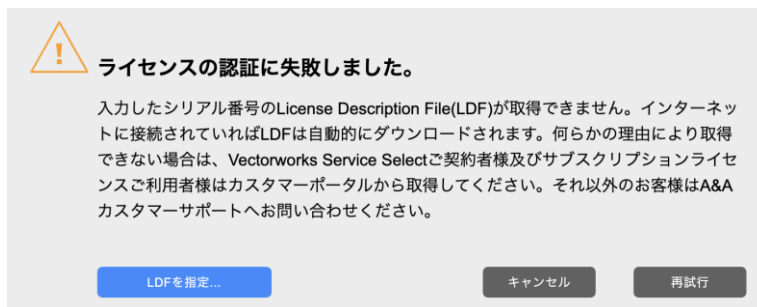 ライセンスの認証に失敗しました。
入力したシリアル番号のLicense Description File(LDF)が取得できません。インターネッ
トに接続されていればLDFは自動的にダウンロードされます。何らかの理由により取得
できない場合は、Vectorworks Service Selectご契約者様及びサブスクリプションライセ
ンスご利用者様はカスタマーポータルから取得してください。それ以外のお客様はA&A
カスタマーサポートへお問い合わせください。
LDFを指定...
キャンセル
再試行